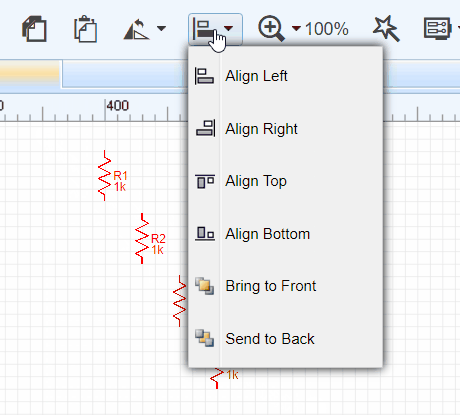 100%
0
400
Align Left
Align Right
Align Top
Align Bottom
Bring to Front
Send to Back
R1
1k
R2
1k
1k